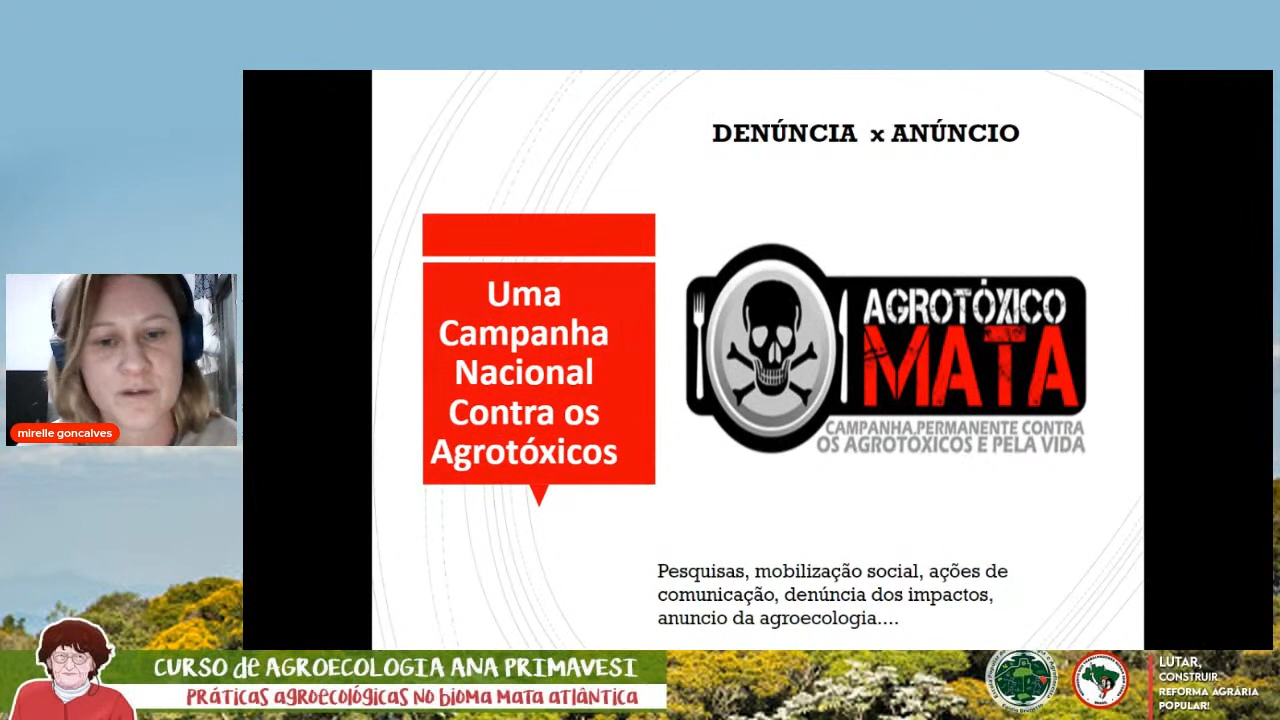 DENÚNCIA x ANÚNCIO
Uma
Campanha
Nacional
Contra os
Agrotóxicos
AGROTÓXICO
MATA
CAMPANHA PERMANENTE CONTRA
OS AGROTÓXICOS E PELA VIDA
Pesquisas, mobilização social, ações de
comunicação, denúncia dos impactos,
anuncio da agroecologia....
mirelle goncalves
CURSO de AGROECOLOGIA ANA PRIMAVESI
PRÁTICAS agroecológicas no bioma mata atlântica
LUTAR,
CONSTRUIR
REFORMA AGRÁRIA
POPULAR!